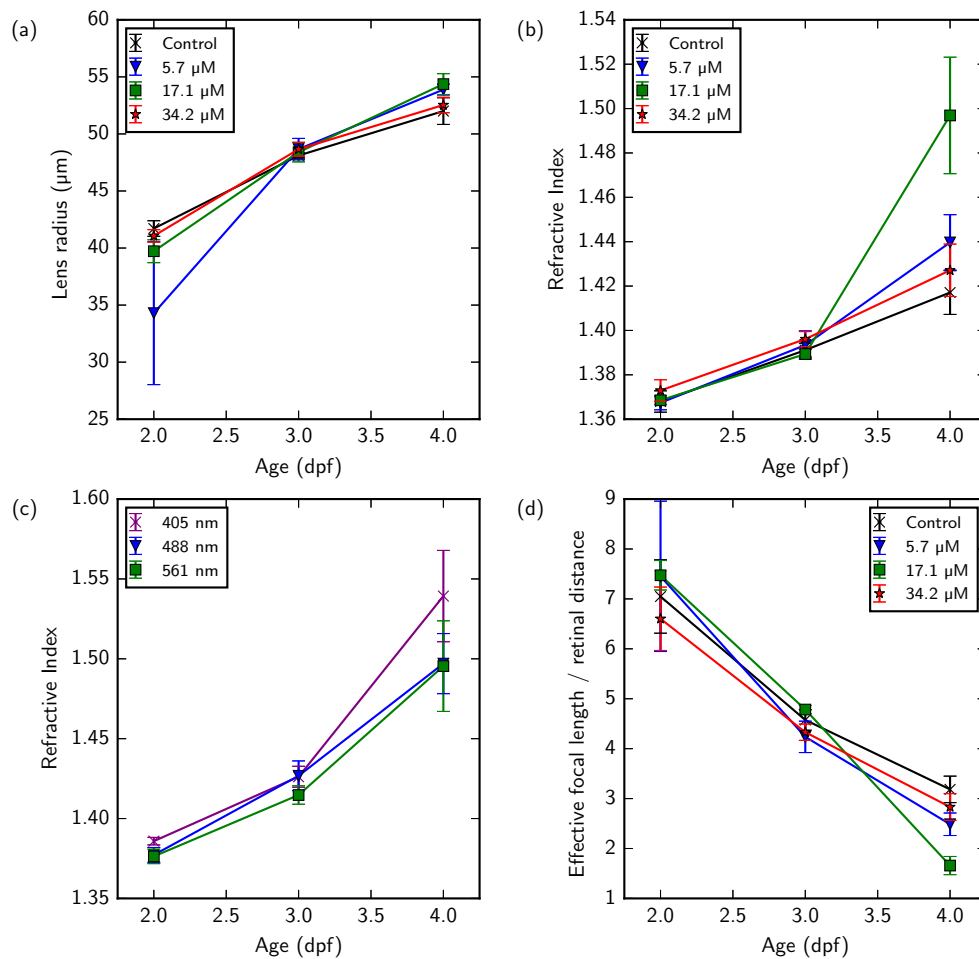 (a)
60
55
50
45
40
35
30
25
Lens radius (µm)
Control
5.7 µM
17.1 µM
34.2 µM
2.0 2.5 3.0 3.5 4.0
Age (dpf)
(b)
1.54
1.52
1.50
1.48
1.46
1.44
1.42
1.40
1.38
1.36
Refractive Index
Control
5.7 µM
17.1 µM
34.2 µM
2.0 2.5 3.0 3.5 4.0
Age (dpf)
(c)
1.60
1.55
1.50
1.45
1.40
1.35
Refractive Index
405 nm
488 nm
561 nm
2.0 2.5 3.0 3.5 4.0
Age (dpf)
(d)
9
8
7
6
5
4
3
2
1
Effective focal length / retinal distance
Control
5.7 µM
17.1 µM
34.2 µM
2.0 2.5 3.0 3.5 4.0
Age (dpf)